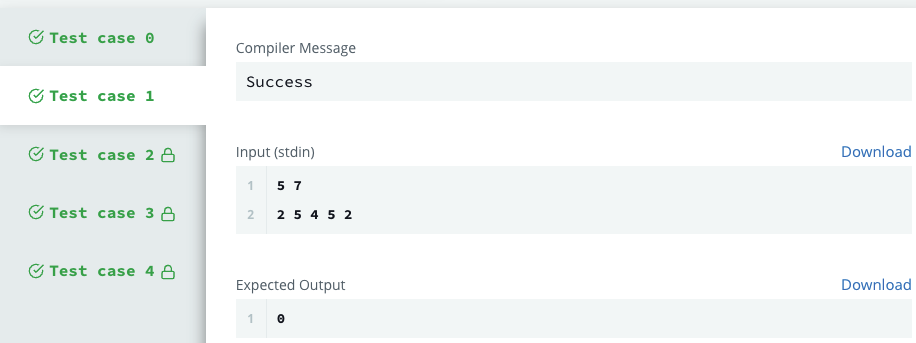 Test case 0
Test case 1
Test case 2
Test case 3
Test case 4
Compiler Message
Success
Input (stdin)
Download
1 5 7
2 2 5 4 5 2
Expected Output
Download
1 0